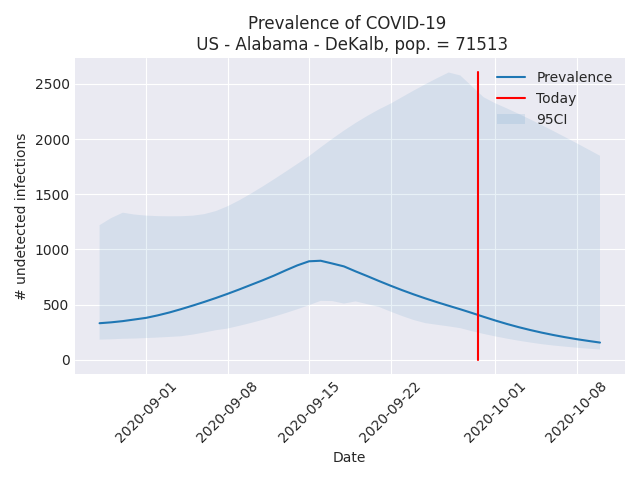 Prevalence of COVID-19
US - Alabama - DeKalb, pop. = 71513
Prevalence
Today
95CI
# undetected infections
2500
2000
1500
1000
500
0
2020-09-01
2020-09-08
2020-09-15
2020-09-22
2020-10-01
2020-10-08
Date